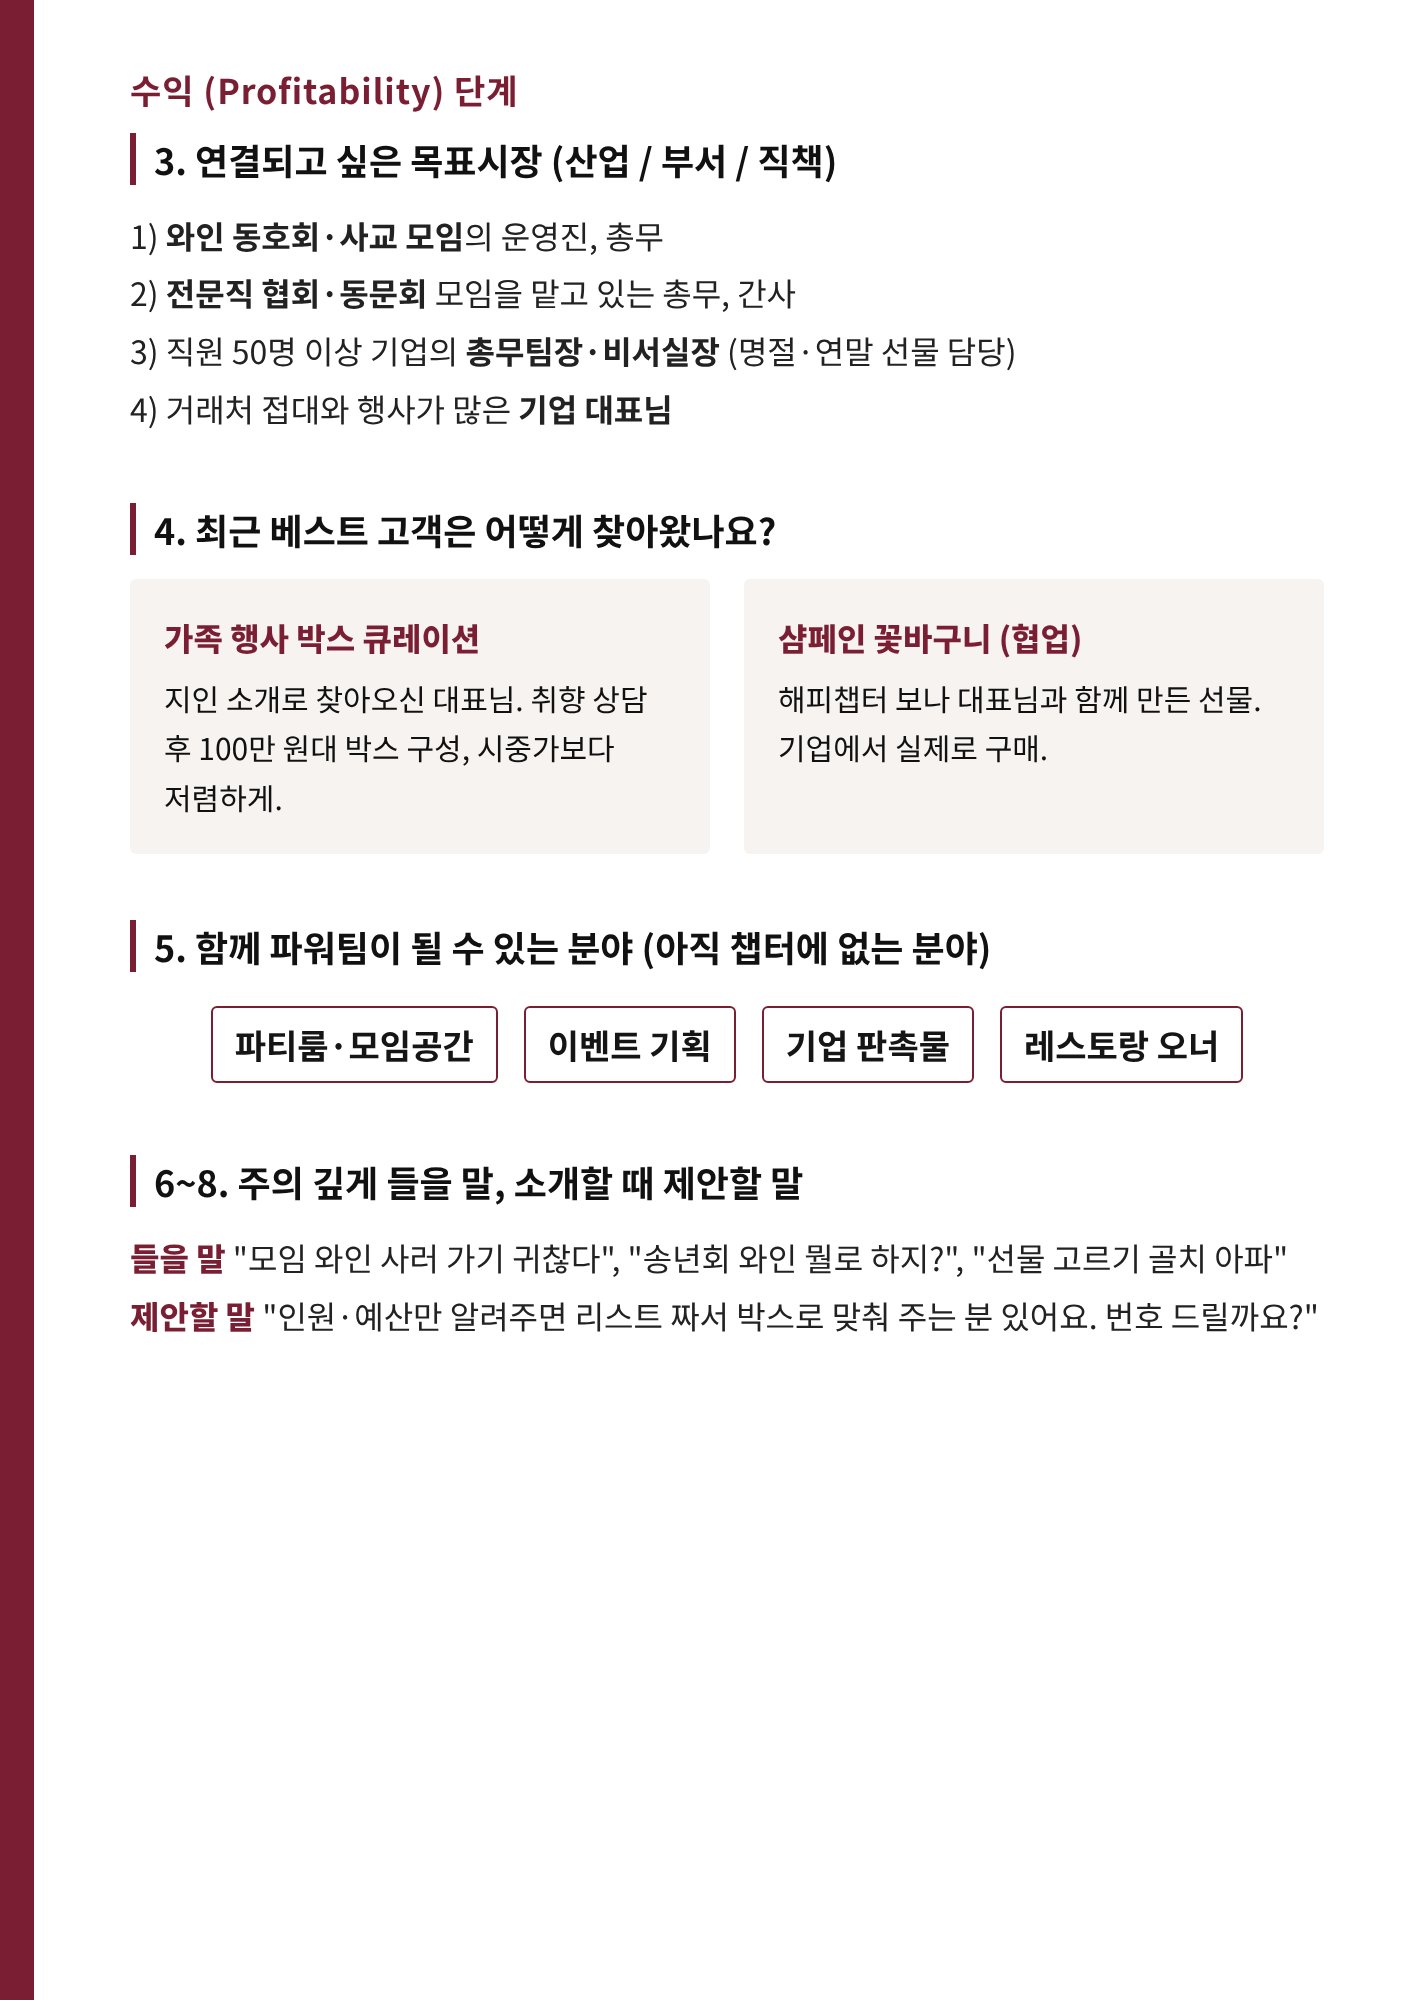 수익 (Profitability) 단계
3. 연결되고 싶은 목표시장 (산업 / 부서 / 직책)
1) 와인 동호회·사교 모임의 운영진, 총무
2) 전문직 협회·동문회 모임을 맡고 있는 총무, 간사
3) 직원 50명 이상 기업의 총무팀장·비서실장 (명절·연말 선물 담당)
4) 거래처 접대와 행사가 많은 기업 대표님
4. 최근 베스트 고객은 어떻게 찾아왔나요?
가족 행사 박스 큐레이션
지인 소개로 찾아오신 대표님. 취향 상담
후 100만 원대 박스 구성, 시중가보다
저렴하게.
샴페인 꽃바구니 (협업)
해피챕터 보나 대표님과 함께 만든 선물.
기업에서 실제로 구매.
5. 함께 파워팀이 될 수 있는 분야 (아직 챕터에 없는 분야)
파티룸·모임공간
이벤트 기획
기업 판촉물
레스토랑 오너
6~8. 주의 깊게 들을 말, 소개할 때 제안할 말
들을 말 "모임 와인 사러 가기 귀찮다", "송년회 와인 뭘로 하지?", "선물 고르기 골치 아파"
제안할 말 "인원·예산만 알려주면 리스트 짜서 박스로 맞춰 주는 분 있어요. 번호 드릴까요?"